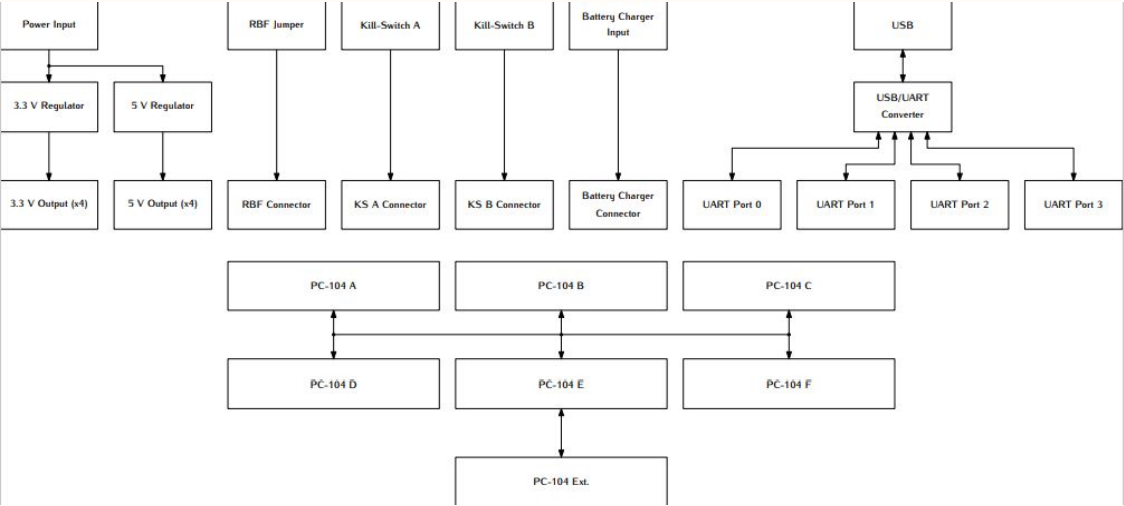 Power Input
RBF Jumper
Kill-Switch A
Kill-Switch B
Battery Charger
Input
USB
3.3 V Regulator
5 V Regulator
USB/UART
Converter
3.3 V Output (x4)
5 V Output (x4)
RBF Connector
KS A Connector
KS B Connector
Battery Charger
Connector
UART Port 0
UART Port 1
UART Port 2
UART Port 3
PC-104 A
PC-104 B
PC-104 C
PC-104 D
PC-104 E
PC-104 F
PC-104 Ext.